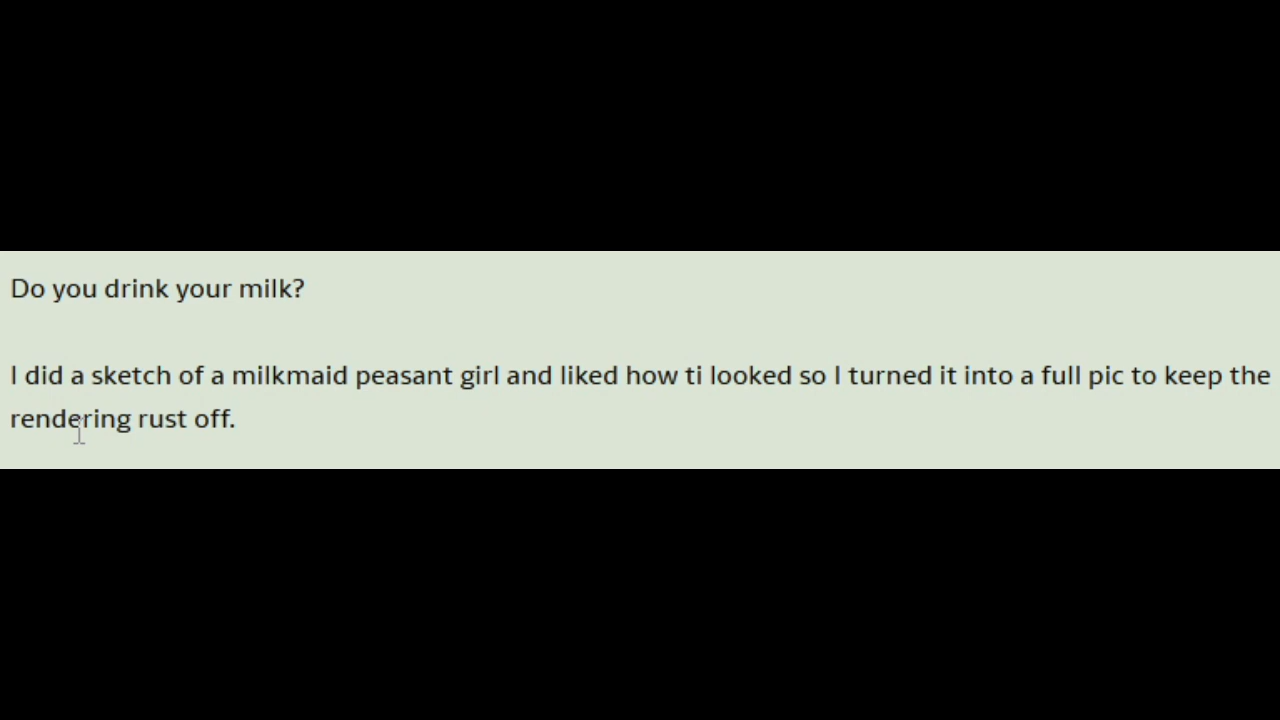 Do you drink your milk?
I did a sketch of a milkmaid peasant girl and liked how ti looked so I turned it into a full pic to keep the
rendering rust off.